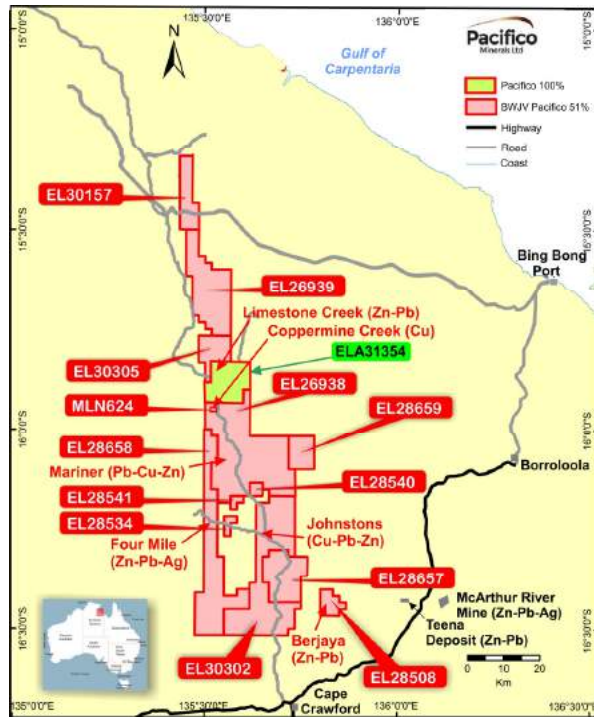 135°30'0"E
136°0'0"E
15°0'0"S
15°0'0"S
Gulf of
Carpentaria
Pacifico
Minerals Ltd
Pacifico 100%
BWJV Pacifico 51%
Highway
Road
Coast
EL30157
15°30'0"S
15°30'0"S
Bing Bong
Port
EL26939
Limestone Creek (Zn-Pb)
Coppermine Creek (Cu)
ELA31354
EL30305
EL26938
MLN624
EL28659
16°0'0"S
16°0'0"S
EL28658
Mariner (Pb-Cu-Zn)
Borroloola
EL28540
EL28541
EL28534
Johnstons
(Cu-Pb-Zn)
Four Mile
(Zn-Pb-Ag)
EL28657
McArthur River
Mine (Zn-Pb-Ag)
Teena
Deposit (Zn-Pb)
16°30'0"S
16°30'0"S
Berjaya
(Zn-Pb)
EL30302
EL28508
0 10 20
Km
Cape
Crawford
135°0'0"E
135°30'0"E
136°0'0"E
136°30'0"E